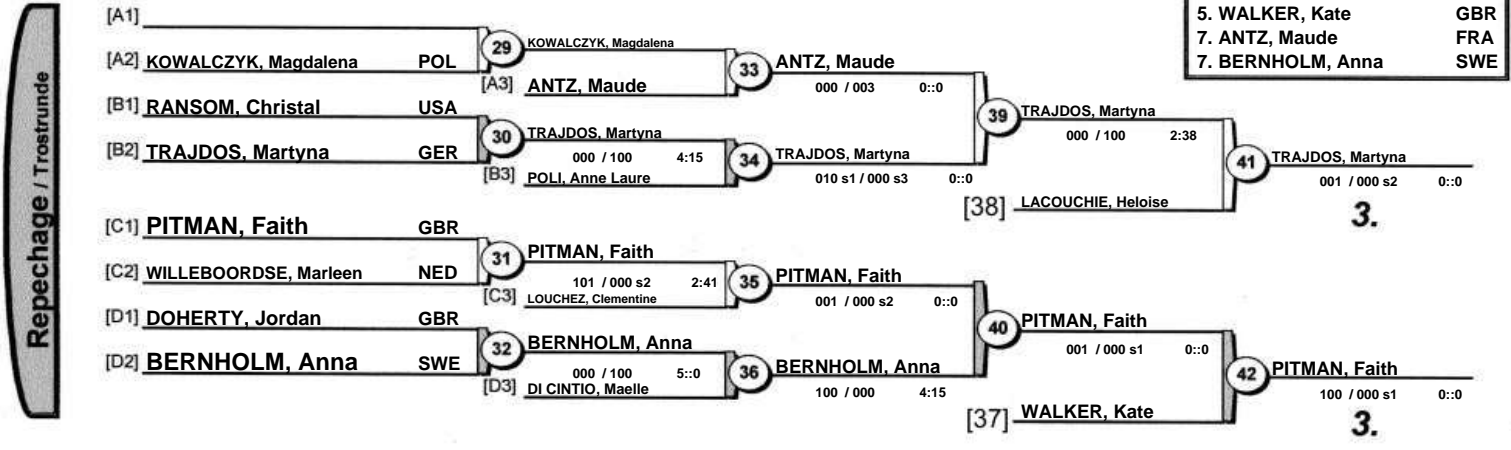 Repechage / Trostrunde
5. WALKER, Kate GBR
7. ANTZ, Maude FRA
7. BERNHOLM, Anna SWE
[A1]
[A2] KOWALCZYK, Magdalena POL
29 KOWALCZYK, Magdalena
[A3] ANTZ, Maude
33 ANTZ, Maude
000 / 003 0::0
[B1] RANSOM, Christal USA
[B2] TRAJDOS, Martyna GER
30 TRAJDOS, Martyna
000 / 100 4:15
[B3] POLI, Anne Laure
34 TRAJDOS, Martyna
010 s1 / 000 s3 0::0
39 TRAJDOS, Martyna
000 / 100 2:38
[38] LACOUCHIE, Heloise
41 TRAJDOS, Martyna
001 / 000 s2 0::0
3.
[C1] PITMAN, Faith GBR
[C2] WILLEBOORDSE, Marleen NED
31 PITMAN, Faith
101 / 000 s2 2:41
[C3] LOUCHEZ, Clementine
35 PITMAN, Faith
001 / 000 s2 0::0
[D1] DOHERTY, Jordan GBR
[D2] BERNHOLM, Anna SWE
32 BERNHOLM, Anna
000 / 100 5::0
[D3] DI CINTIO, Maelle
36 BERNHOLM, Anna
100 / 000 4:15
40 PITMAN, Faith
001 / 000 s1 0::0
[37] WALKER, Kate
42 PITMAN, Faith
100 / 000 s1 0::0
3.